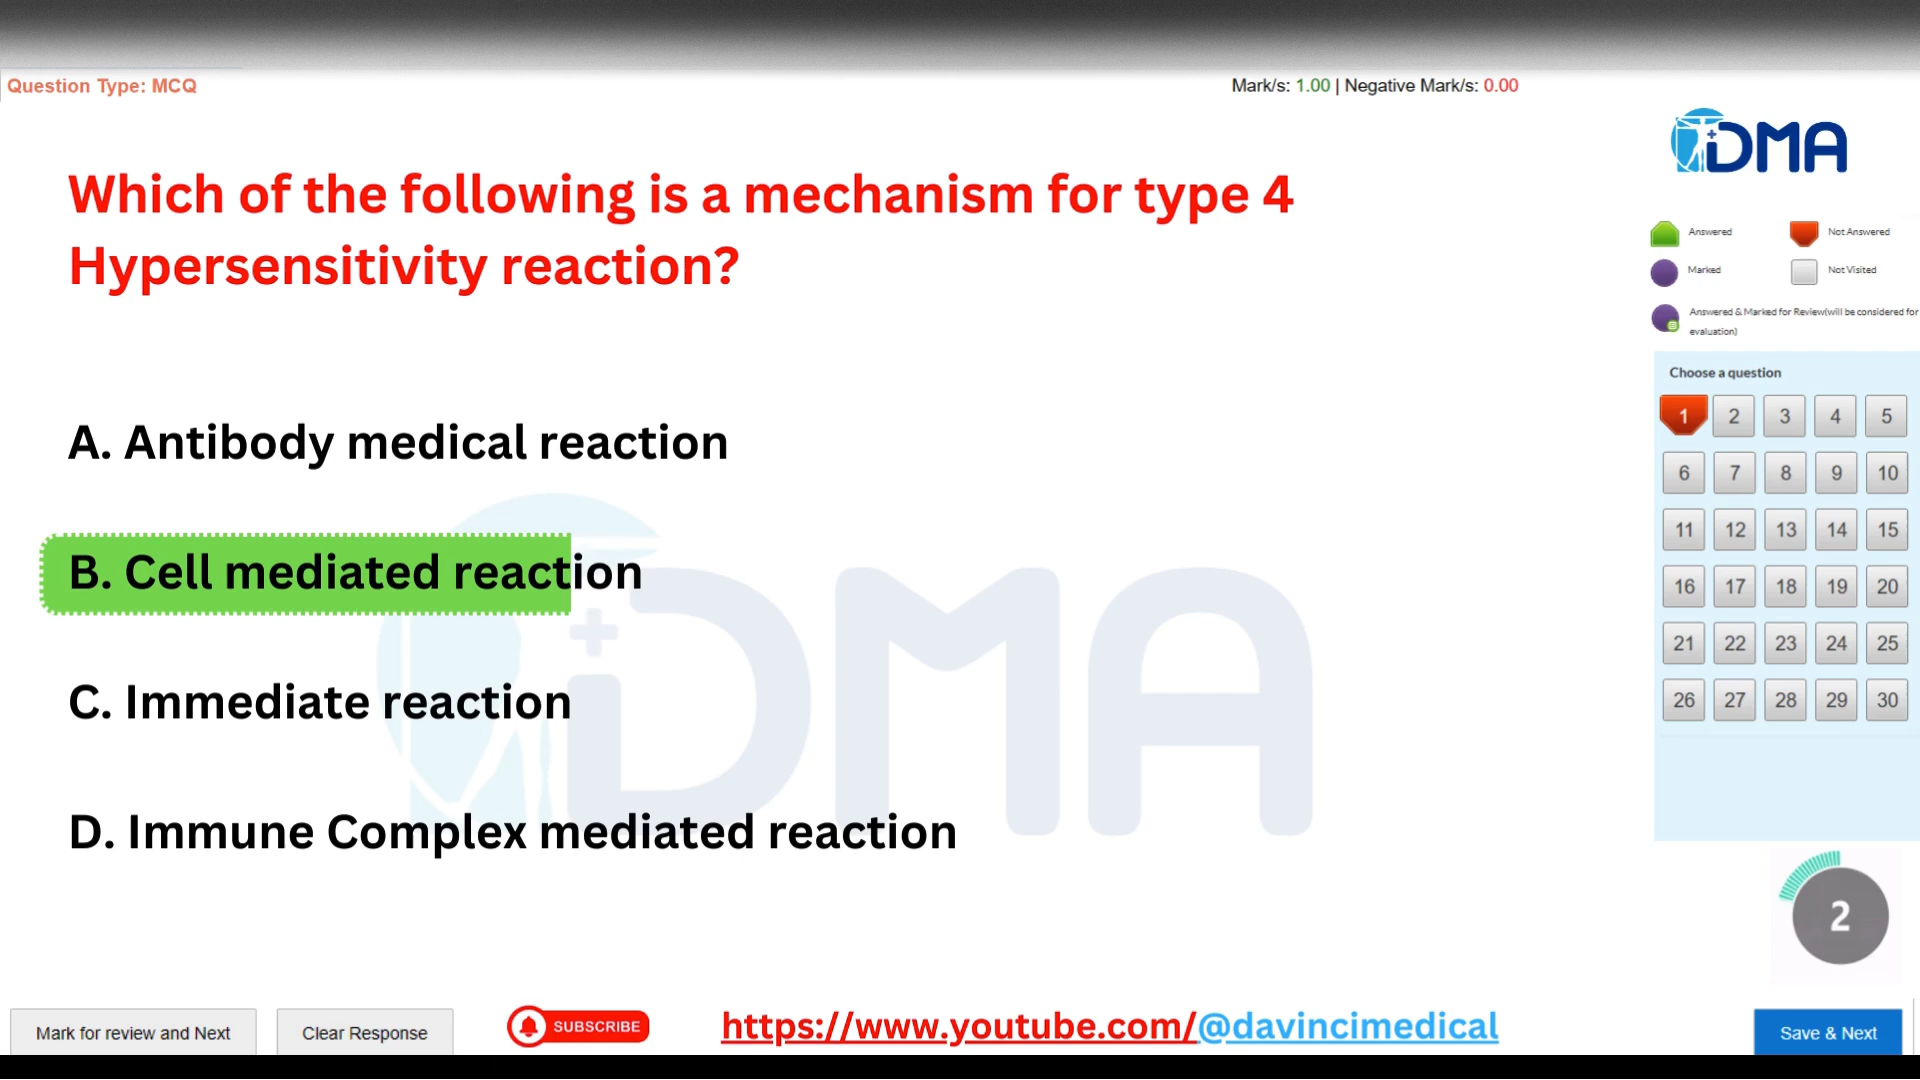 Question Type: MCQ
Mark/s: 1.00 | Negative Mark/s: 0.00
DMA
Which of the following is a mechanism for type 4
Hypersensitivity reaction?
Answered
Not Answered
Marked
Not Visited
Answered & Marked for Review(will be considered for
evaluation)
Choose a question
1 2 3 4 5
6 7 8 9 10
11 12 13 14 15
16 17 18 19 20
21 22 23 24 25
26 27 28 29 30
A. Antibody medical reaction
B. Cell mediated reaction
C. Immediate reaction
D. Immune Complex mediated reaction
DMA
2
Mark for review and Next
Clear Response
SUBSCRIBE
https://www.youtube.com/@davincimedical
Save & Next